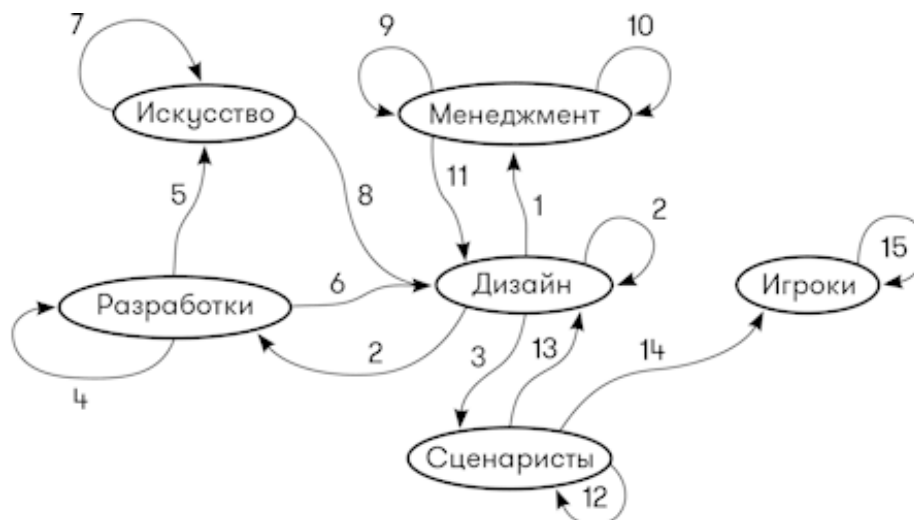 7
9
10
Искусство
Менеджмент
5
8
11
1
2
15
6
Дизайн
Игроки
Разработки
4
2
3
13
14
Сценаристы
12